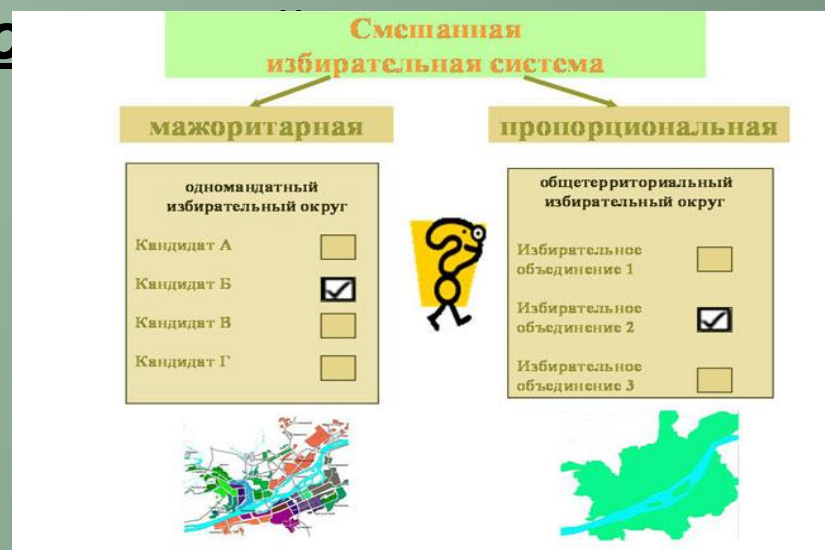 Смешанная
избирательная система
мажоритарная
пропорциональная
одномандатный
избирательный округ
Кандидат А
Кандидат Б
Кандидат В
Кандидат Г
общетерриториальный
избирательный округ
Избирательное
объединение 1
Избирательное
объединение 2
Избирательное
объединение 3